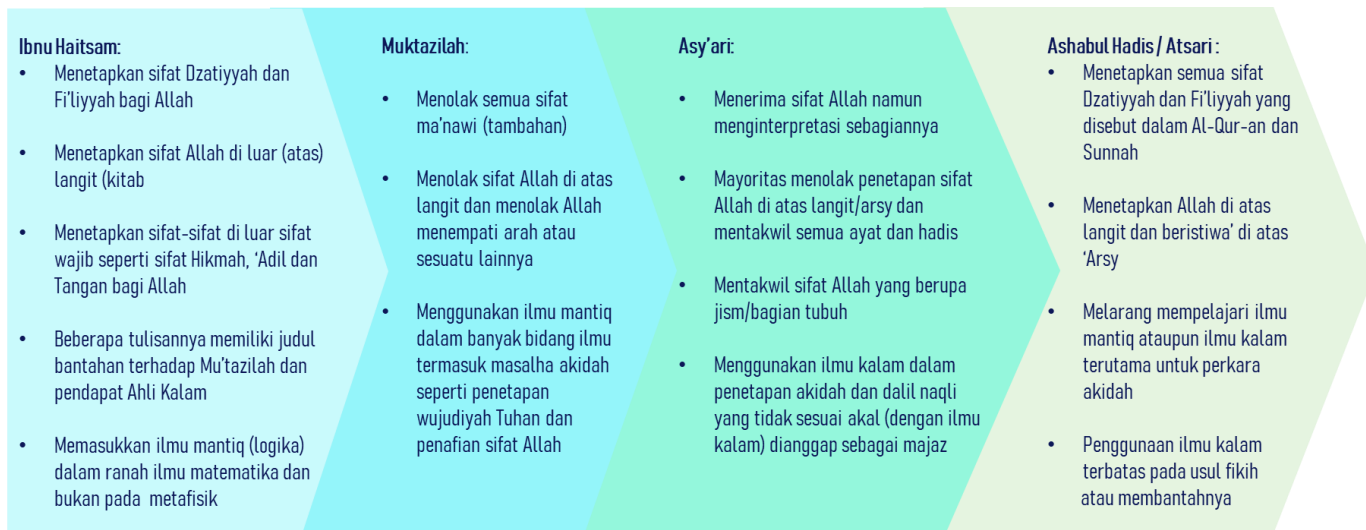 Ibnu Haitsam:
• Menetapkan sifat Dzatiyyah dan
Fi'liyyah bagi Allah
• Menetapkan sifat Allah di luar (atas)
langit (kitab
• Menetapkan sifat-sifat di luar sifat
wajib seperti sifat Hikmah, 'Adil dan
Tangan bagi Allah
• Beberapa tulisannya memiliki judul
bantahan terhadap Mu'tazilah dan
pendapat Ahli Kalam
• Memasukkan ilmu mantiq (logika)
dalam ranah ilmu matematika dan
bukan pada metafisik
Muktazilah:
• Menolak semua sifat
ma'nawi (tambahan)
• Menolak sifat Allah di atas
langit dan menolak Allah
menempati arah atau
sesuatu lainnya
• Menggunakan ilmu mantiq
dalam banyak bidang ilmu
termasuk masalha akidah
seperti penetapan
wujudiyah Tuhan dan
penafian sifat Allah
Asy'ari:
• Menerima sifat Allah namun
menginterpretasi sebagiannya
• Mayoritas menolak penetapan sifat
Allah di atas langit/arsy dan
mentakwil semua ayat dan hadis
• Mentakwil sifat Allah yang berupa
jism/bagian tubuh
• Menggunakan ilmu kalam dalam
penetapan akidah dan dalil naqli
yang tidak sesuai akal (dengan ilmu
kalam) dianggap sebagai majaz
Ashabul Hadis / Atsari :
• Menetapkan semua sifat
Dzatiyyah dan Fi'liyyah yang
disebut dalam Al-Qur-an dan
Sunnah
• Menetapkan Allah di atas
langit dan beristiwa' di atas
'Arsy
• Melarang mempelajari ilmu
mantiq ataupun ilmu kalam
terutama untuk perkara
akidah
• Penggunaan ilmu kalam
terbatas pada usul fikih
atau membantahnya